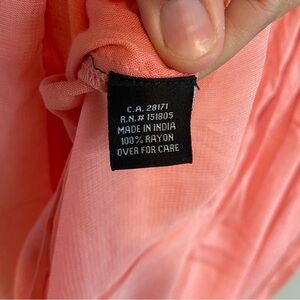 C.A. 28171
R.N.# 151805
MADE IN INDIA
100% RAYON
OVER FOR CARE